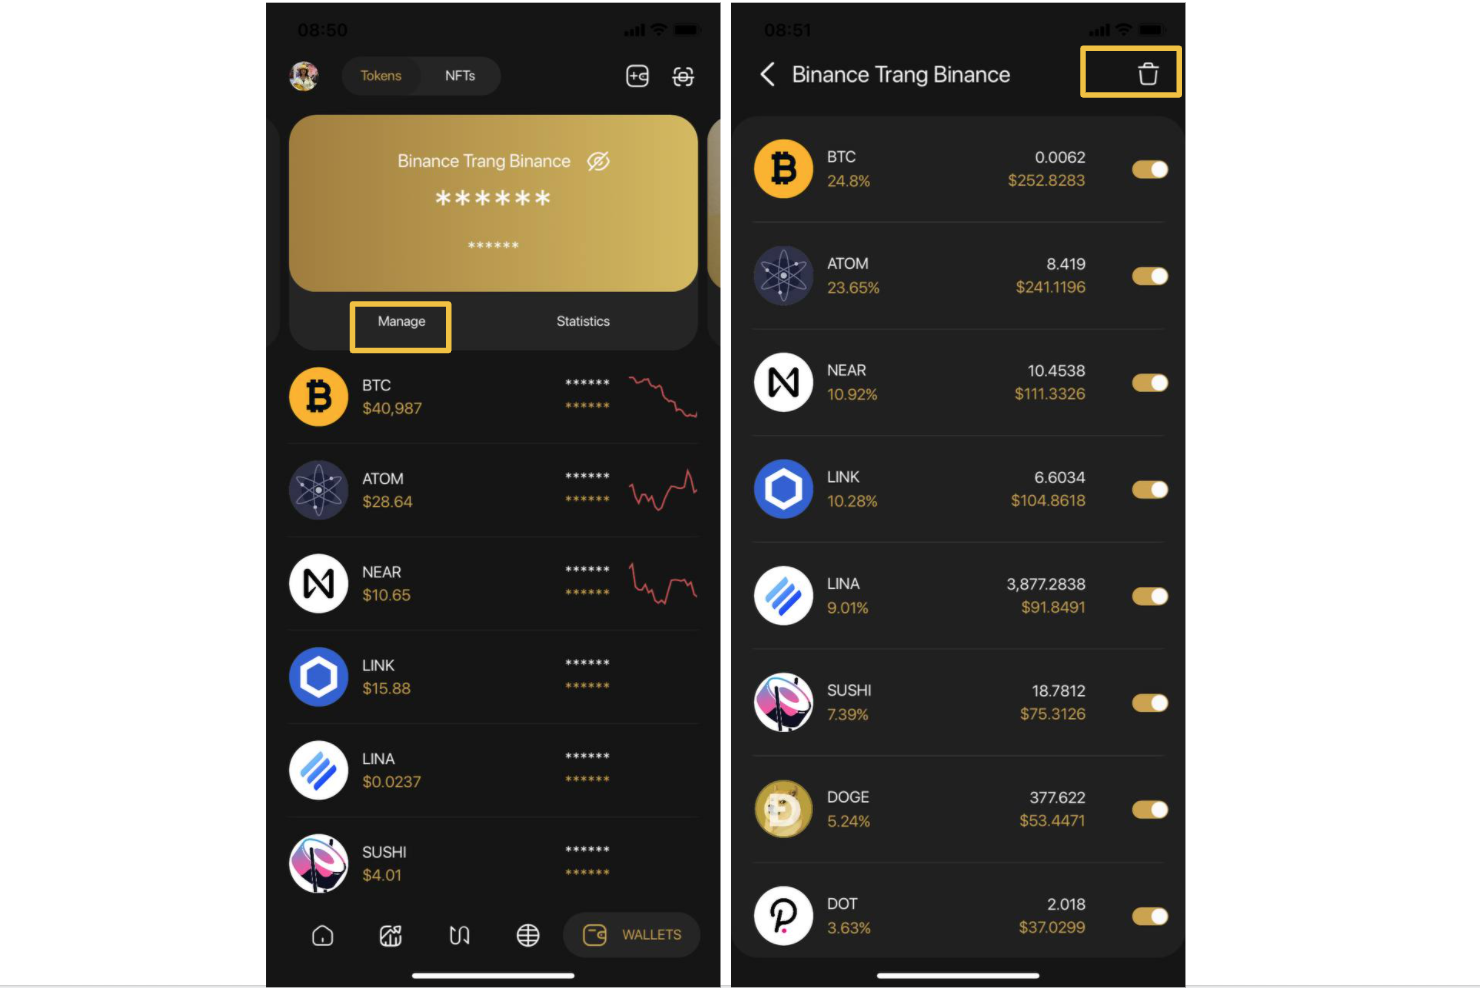 08:50
Tokens
NFTs
Binance Trang Binance
******
******
Manage
Statistics
BTC
******
$40,987
******
ATOM
******
$28.64
******
NEAR
******
$10.65
******
LINK
******
$15.88
******
LINA
******
$0.0237
******
SUSHI
******
$4.01
******
WALLETS
08:51
Binance Trang Binance
BTC
0.0062
24.8%
$252.8283
ATOM
8.419
23.65%
$241.1196
NEAR
10.4538
10.92%
$111.3326
LINK
6.6034
10.28%
$104.8618
LINA
3,877.2838
9.01%
$91.8491
SUSHI
18.7812
7.39%
$75.3126
DOGE
377.622
5.24%
$53.4471
DOT
2.018
3.63%
$37.0299